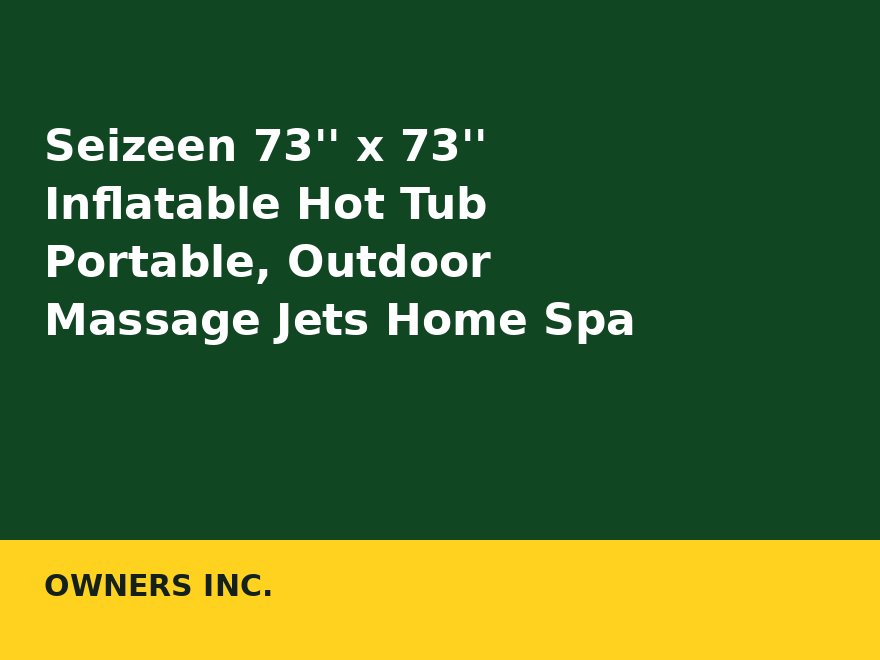 Seizeen 73'' x 73''
Inflatable Hot Tub
Portable, Outdoor
Massage Jets Home Spa
OWNERS INC.